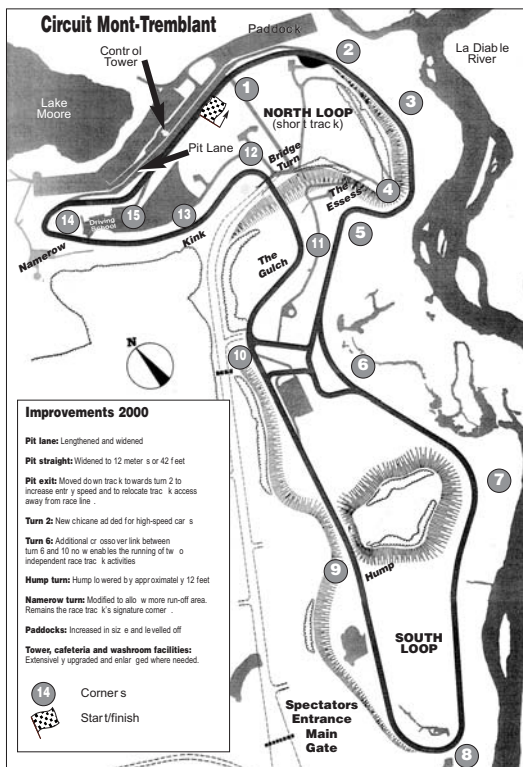 Circuit Mont-Tremblant
Paddock
Control
Tower
La Diable
River
Lake
Moore
Pit Lane
NORTH LOOP
(short track)
Bridge
Turn
The
Esses
Driving
School
Namerow
Kink
The
Gulch
N
1
2
3
4
5
6
7
8
9
10
11
12
13
14
15
Hump
SOUTH
LOOP
Spectators
Entrance
Main
Gate
Improvements 2000
Pit lane: Lengthened and widened
Pit straight: Widened to 12 meters or 42 feet
Pit exit: Moved down track towards turn 2 to
increase entry speed and to relocate track access
away from race line.
Turn 2: New chicane added for high-speed cars
Turn 6: Additional crossover link between
turn 6 and 10 now enables the running of two
independent race track activities
Hump turn: Hump lowered by approximately 12 feet
Namerow turn: Modified to allow more run-off area.
Remains the race track's signature corner.
Paddocks: Increased in size and levelled off
Tower, cafeteria and washroom facilities:
Extensively upgraded and enlarged where needed.
14 Corners
Start/finish